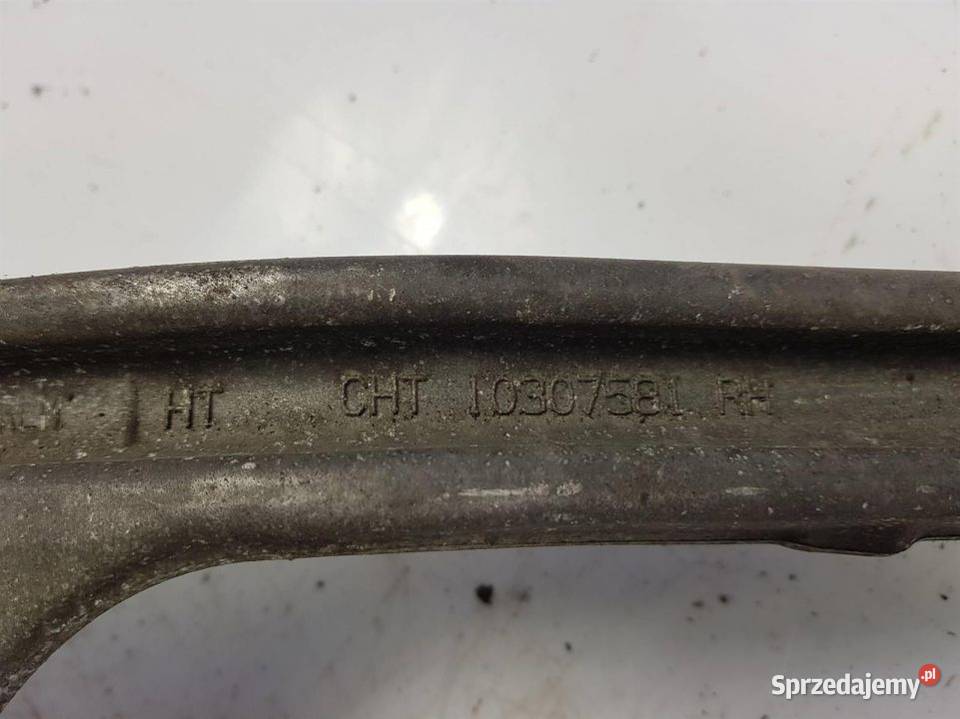 HT CHT 10307581 RH
Sprzedajemy.pl